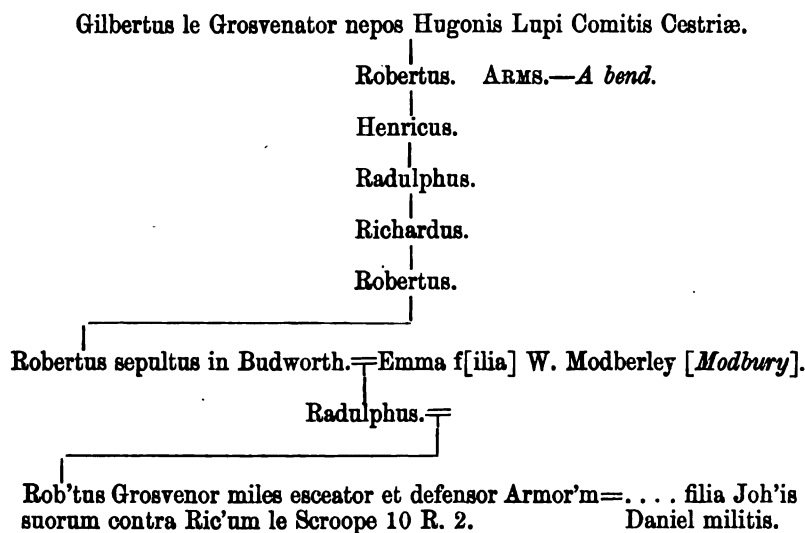 Gilbertus le Grosvenator nepos Hugonis Lupi Comitis Cestriæ.
Robertus. ARMS.—A bend.
Henricus.
Radulphus.
Richardus.
Robertus.
Robertus sepultus in Budworth.=Emma f[ilia] W. Modberley [Modbury].
Radulphus.=
Rob'tus Grosvenor miles esceator et defensor Armor'm=. . . . filia Joh'is
suorum contra Ric'um le Scroope 10 R. 2. Daniel militis.